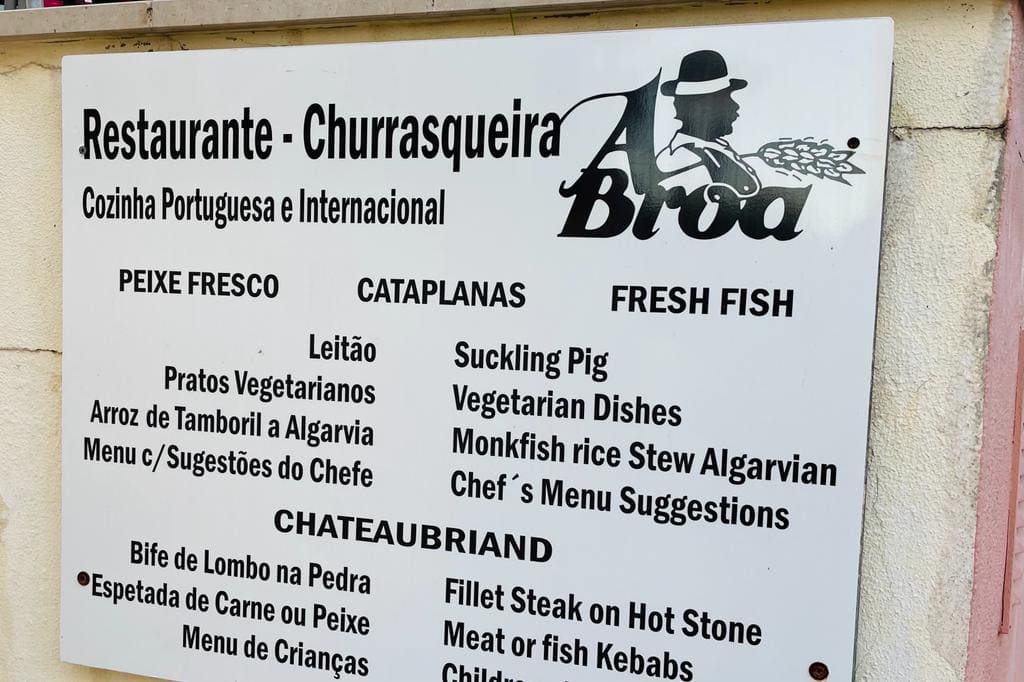 Restaurante - Churrasqueira
A Broa
Cozinha Portuguesa e Internacional
PEIXE FRESCO CATAPLANAS FRESH FISH
Leitão Suckling Pig
Pratos Vegetarianos Vegetarian Dishes
Arroz de Tamboril a Algarvia Monkfish rice Stew Algarvian
Menu c/Sugestões do Chefe Chef´s Menu Suggestions
CHATEAUBRIAND
Bife de Lombo na Pedra Fillet Steak on Hot Stone
Espetada de Carne ou Peixe Meat or fish Kebabs
Menu de Crianças